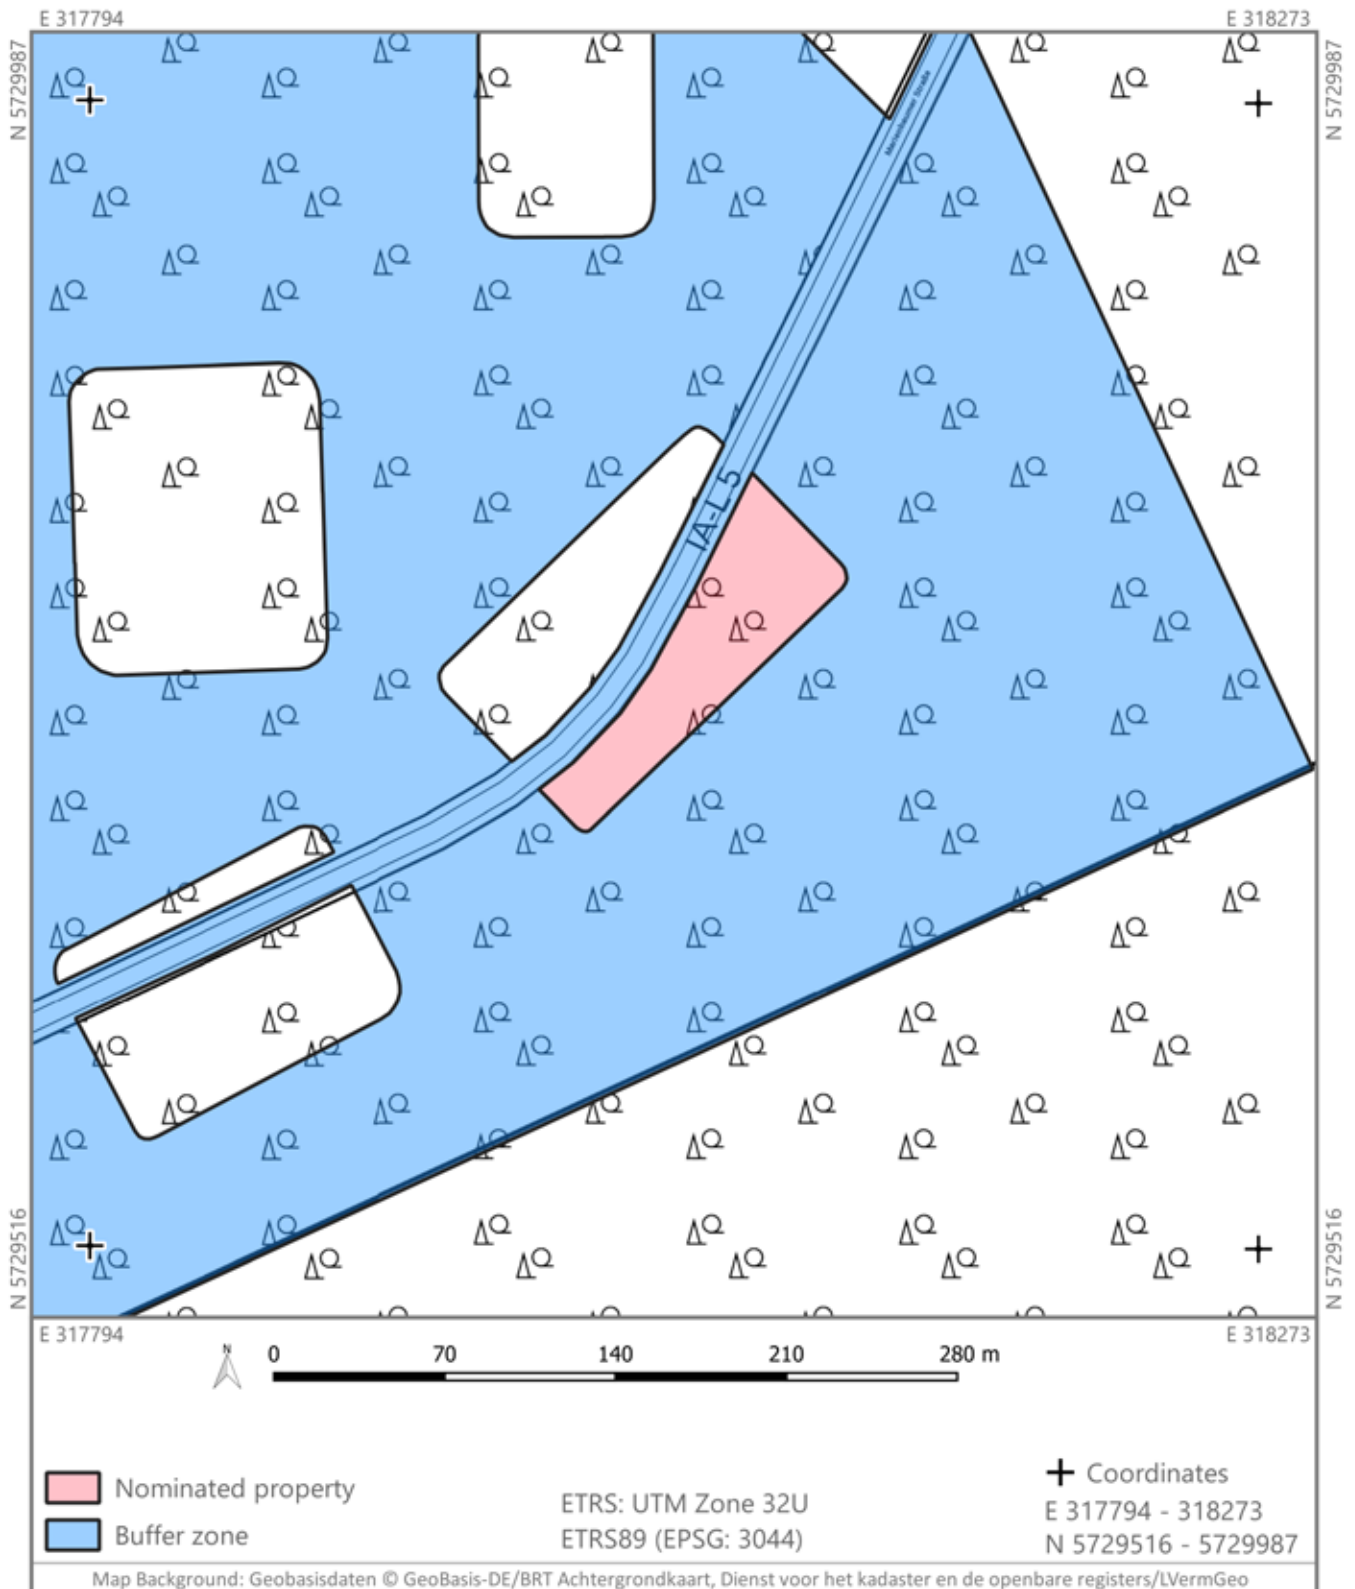 E 317794
E 318273
N 5729987
N 5729987
Marienbaumer Straße
IA-L 5
N 5729516
N 5729516
E 317794
E 318273
N
0 70 140 210 280 m
Nominated property
Buffer zone
ETRS: UTM Zone 32U
ETRS89 (EPSG: 3044)
Coordinates
E 317794 - 318273
N 5729516 - 5729987
Map Background: Geobasisdaten © GeoBasis-DE/BRT Achtergrondkaart, Dienst voor het kadaster en de openbare registers/LVermGeo